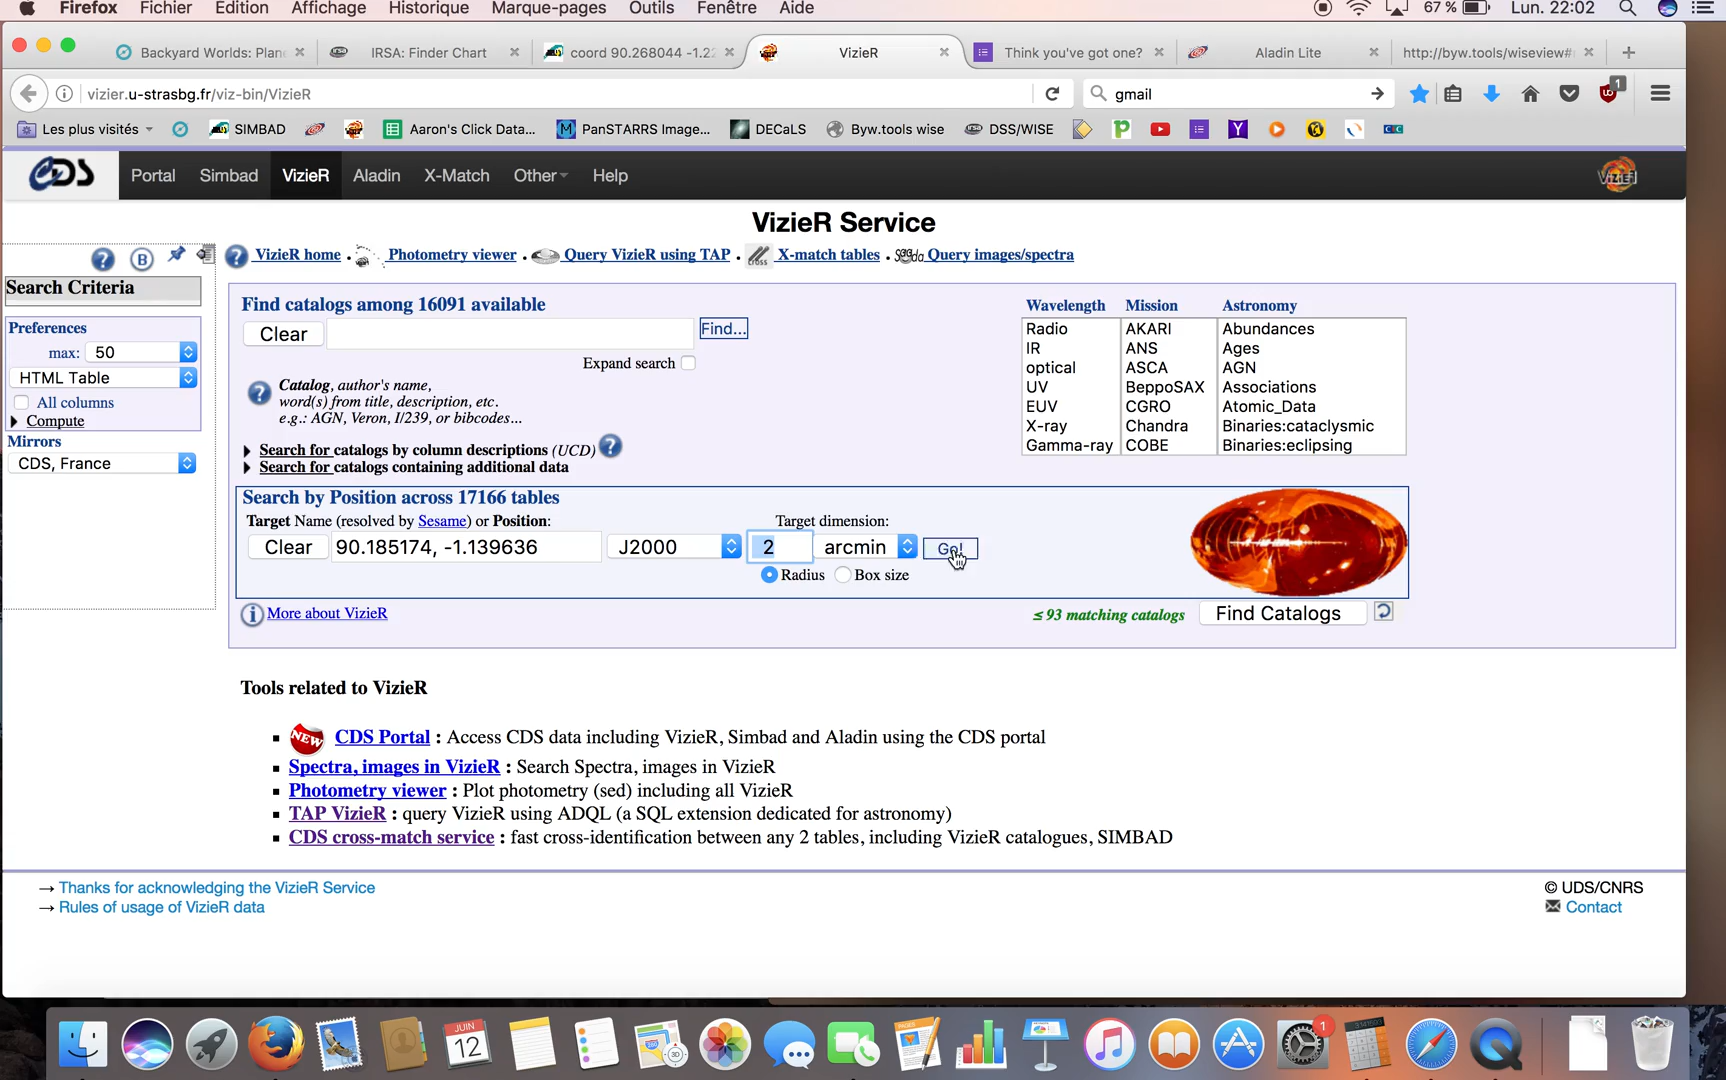 Firefox Fichier Edition Affichage Historique Marque-pages Outils Fenêtre Aide 67 % Lun. 22:02
Backyard Worlds: Plan IRSA: Finder Chart coord 90.268044 -1.22 VizieR Think you've got one? Aladin Lite http://byw.tools/wiseview#
vizier.u-strasbg.fr/viz-bin/VizieR gmail 1
Les plus visités SIMBAD Aaron's Click Data... PanSTARRS Image... DECaLS Byw.tools wise DSS/WISE
CDS Portal Simbad VizieR Aladin X-Match Other Help VizieR
VizieR Service
VizieR home . Photometry viewer . Query VizieR using TAP . X-match tables . Query images/spectra
Search Criteria
Preferences
max: 50
HTML Table
All columns
Compute
Mirrors
CDS, France
Find catalogs among 16091 available
Clear Find...
Expand search
Catalog, author's name,
word(s) from title, description, etc.
e.g.: AGN, Veron, I/239, or bibcodes...
Search for catalogs by column descriptions (UCD)
Search for catalogs containing additional data
Wavelength Mission Astronomy
Radio AKARI Abundances
IR ANS Ages
optical ASCA AGN
UV BeppoSAX Associations
EUV CGRO Atomic_Data
X-ray Chandra Binaries:cataclysmic
Gamma-ray COBE Binaries:eclipsing
Search by Position across 17166 tables
Target Name (resolved by Sesame) or Position: Target dimension:
Clear 90.185174, -1.139636 J2000 2 arcmin Go!
Radius Box size
More about VizieR ≤ 93 matching catalogs Find Catalogs
Tools related to VizieR
NEW CDS Portal : Access CDS data including VizieR, Simbad and Aladin using the CDS portal
Spectra, images in VizieR : Search Spectra, images in VizieR
Photometry viewer : Plot photometry (sed) including all VizieR
TAP VizieR : query VizieR using ADQL (a SQL extension dedicated for astronomy)
CDS cross-match service : fast cross-identification between any 2 tables, including VizieR catalogues, SIMBAD
→ Thanks for acknowledging the VizieR Service © UDS/CNRS
→ Rules of usage of VizieR data Contact
JUIN
12
1